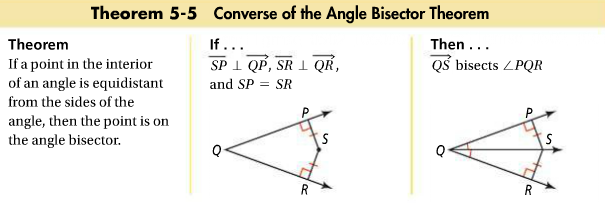 Theorem 5-5 Converse of the Angle Bisector Theorem
Theorem
If a point in the interior
of an angle is equidistant
from the sides of the
angle, then the point is on
the angle bisector.
If . . .
SP ⊥ QP, SR ⊥ QR,
and SP = SR
P
S
Q
R
Then . . .
QS bisects ∠PQR
P
S
Q
R